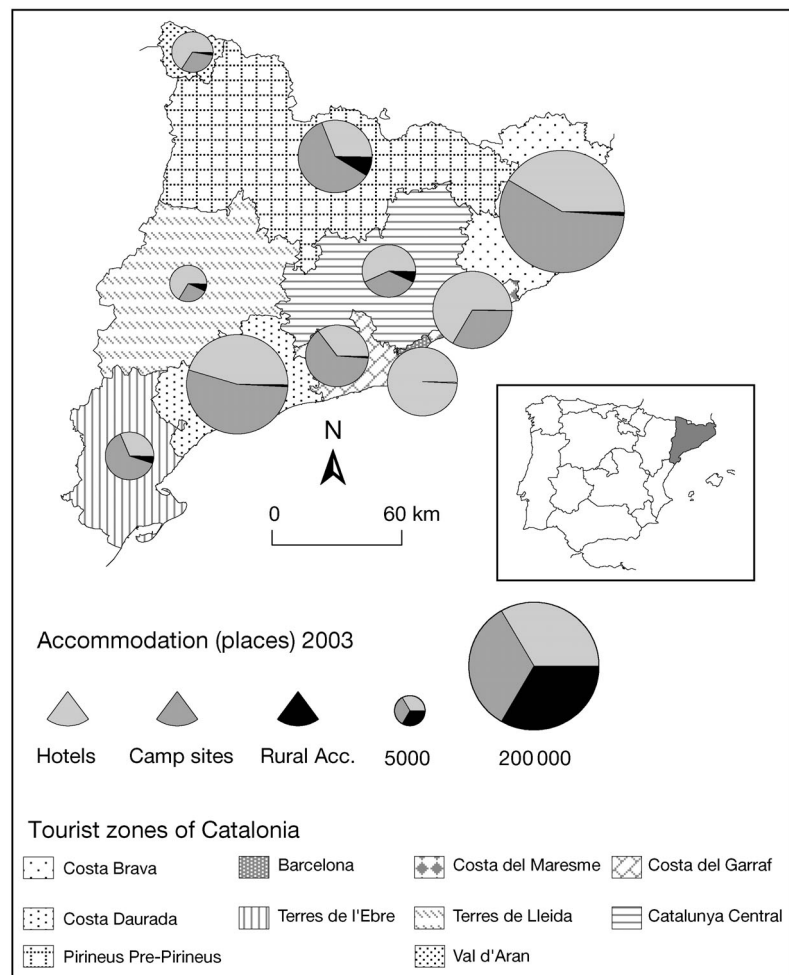 N
0 60 km
Accommodation (places) 2003
Hotels Camp sites Rural Acc. 5000 200 000
Tourist zones of Catalonia
Costa Brava Barcelona Costa del Maresme Costa del Garraf
Costa Daurada Terres de l'Ebre Terres de Lleida Catalunya Central
Pirineus Pre-Pirineus Val d'Aran